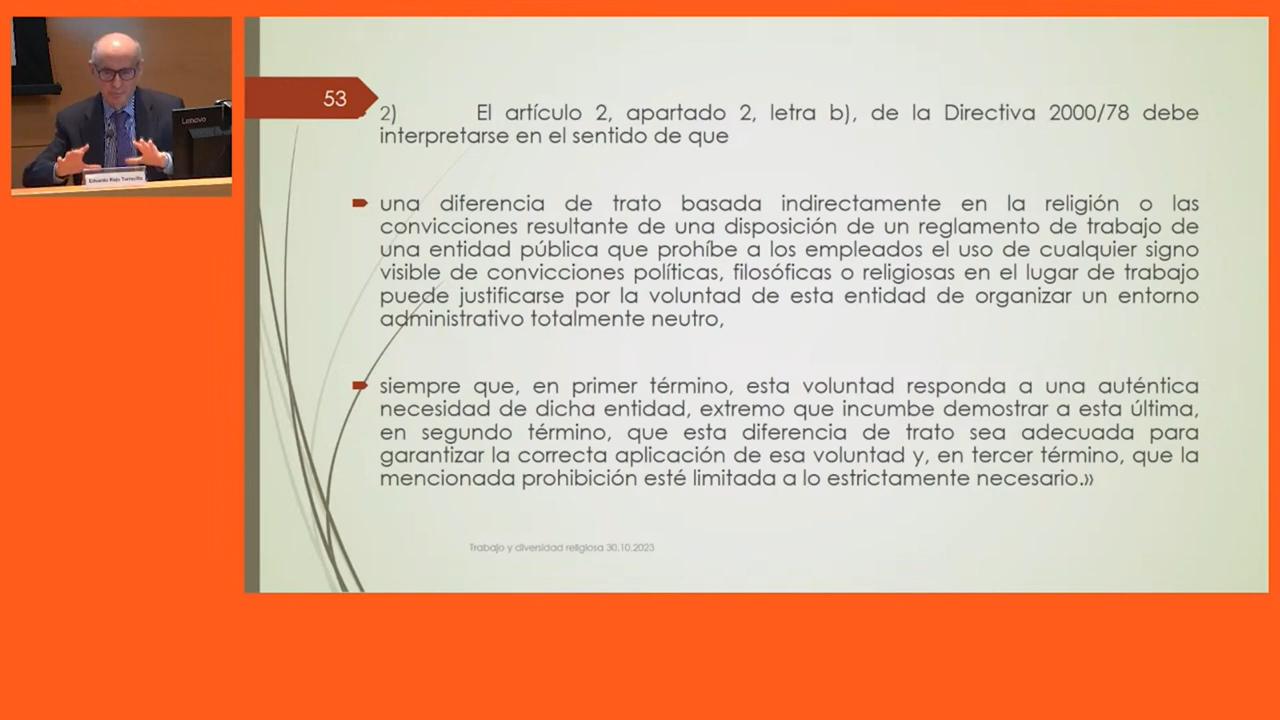 Lenovo
Eduardo Rojo Torrecilla
53
2) El artículo 2, apartado 2, letra b), de la Directiva 2000/78 debe
interpretarse en el sentido de que
una diferencia de trato basada indirectamente en la religión o las
convicciones resultante de una disposición de un reglamento de trabajo de
una entidad pública que prohíbe a los empleados el uso de cualquier signo
visible de convicciones políticas, filosóficas o religiosas en el lugar de trabajo
puede justificarse por la voluntad de esta entidad de organizar un entorno
administrativo totalmente neutro,
siempre que, en primer término, esta voluntad responda a una auténtica
necesidad de dicha entidad, extremo que incumbe demostrar a esta última,
en segundo término, que esta diferencia de trato sea adecuada para
garantizar la correcta aplicación de esa voluntad y, en tercer término, que la
mencionada prohibición esté limitada a lo estrictamente necesario.»
Trabajo y diversidad religiosa 30.10.2023